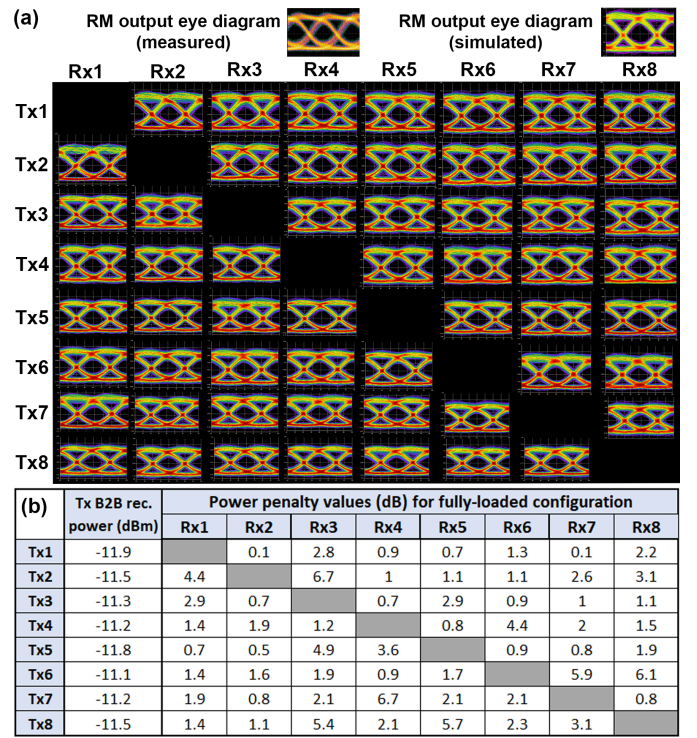 (a)
RM output eye diagram
(measured)
RM output eye diagram
(simulated)
Rx1 Rx2 Rx3 Rx4 Rx5 Rx6 Rx7 Rx8
Tx1
Tx2
Tx3
Tx4
Tx5
Tx6
Tx7
Tx8
(b) Tx B2B rec. power (dBm) Power penalty values (dB) for fully-loaded configuration
Rx1 Rx2 Rx3 Rx4 Rx5 Rx6 Rx7 Rx8
Tx1 -11.9 0.1 2.8 0.9 0.7 1.3 0.1 2.2
Tx2 -11.5 4.4 6.7 1 1.1 1.1 2.6 3.1
Tx3 -11.3 2.9 0.7 0.7 2.9 0.9 1 1.1
Tx4 -11.2 1.4 1.9 1.2 0.8 4.4 2 1.5
Tx5 -11.8 0.7 0.5 4.9 3.6 0.9 0.8 1.9
Tx6 -11.1 1.4 1.6 1.9 0.9 1.7 5.9 6.1
Tx7 -11.2 1.9 0.8 2.1 6.7 2.1 2.1 0.8
Tx8 -11.5 1.4 1.1 5.4 2.1 5.7 2.3 3.1